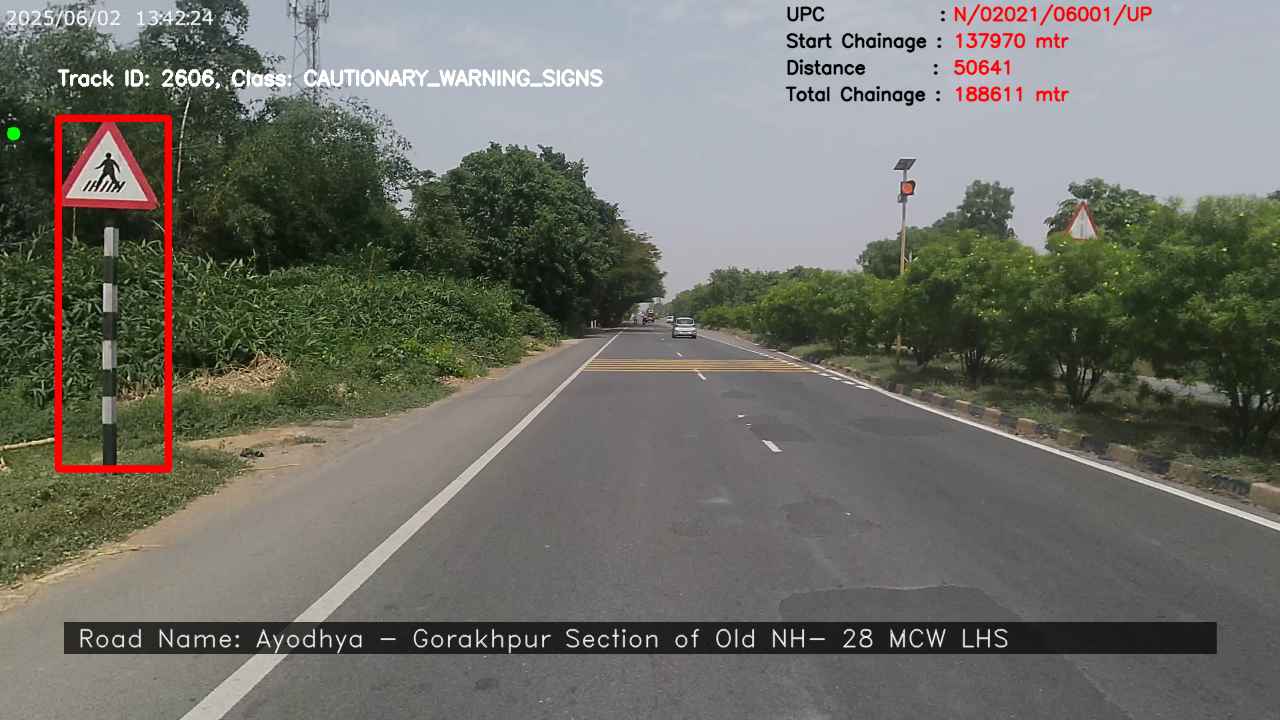 2025/06/02 13:42:24
UPC : N/02021/06001/UP
Start Chainage : 137970 mtr
Distance : 50641
Total Chainage : 188611 mtr
Track ID: 2606, Class: CAUTIONARY_WARNING_SIGNS
Road Name: Ayodhya - Gorakhpur Section of Old NH- 28 MCW LHS